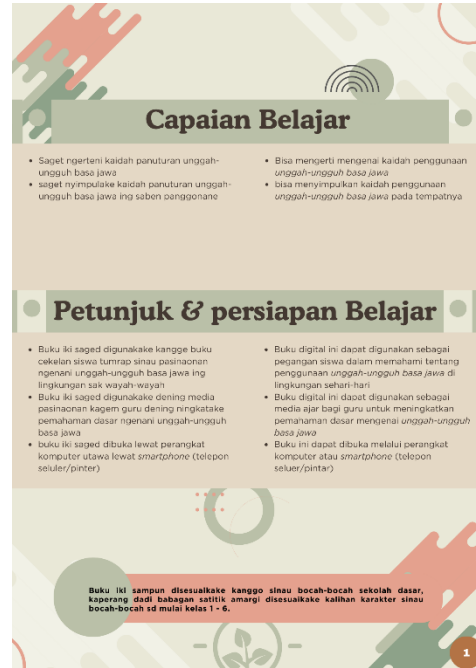 Capaian Belajar
• Saget ngerteni kaidah panuturan unggah-
ungguh basa jawa
• saget nyimpulake kaidah panuturan unggah-
ungguh basa jawa ing saben panggonane
• Bisa mengerti mengenai kaidah penggunaan
unggah-ungguh basa jawa
• bisa menyimpulkan kaidah penggunaan
unggah-ungguh basa jawa pada tempatnya
Petunjuk & persiapan Belajar
• Buku iki saged digunakake kangge buku
cekelan siswa tumrap sinau pasinaonan
ngenani unggah-ungguh basa jawa ing
lingkungan sak wayah-wayah
• Buku iki saged digunakake dening media
pasinaonan kagem guru dening ningkatake
pemahaman dasar ngenani unggah-ungguh
basa jawa
• buku iki saged dibuka lewat perangkat
komputer utawa lewat smartphone (telepon
seluler/pinter)
• Buku digital ini dapat digunakan sebagai
pegangan siswa dalam memahami tentang
penggunaan unggah-ungguh basa jawa di
lingkungan sehari-hari
• Buku digital ini dapat digunakan sebagai
media ajar bagi guru untuk meningkatkan
pemahaman dasar mengenai unggah-ungguh
basa jawa
• Buku ini dapat dibuka melalui perangkat
komputer atau smartphone (telepon
seluer/pintar)
Buku iki sampun disesuaikake kanggo sinau bocah-bocah sekolah dasar,
kaperang dadi babagan satitik amargi disesuaikake kalihan karakter sinau
bocah-bocah sd mulai kelas 1 - 6.
1